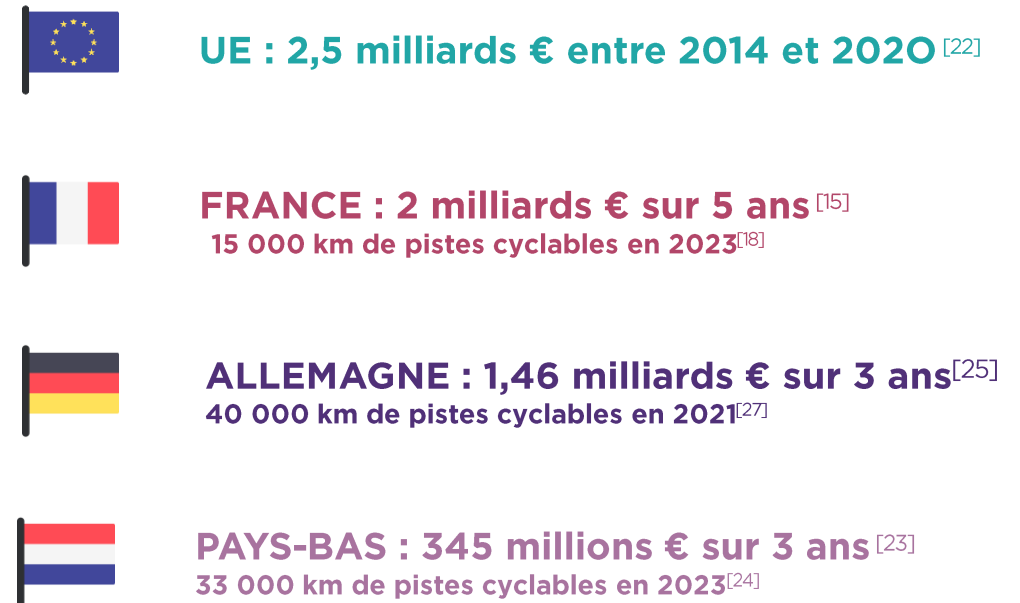 UE : 2,5 milliards € entre 2014 et 2020 [22]
FRANCE : 2 milliards € sur 5 ans [15]
15 000 km de pistes cyclables en 2023[18]
ALLEMAGNE : 1,46 milliards € sur 3 ans[25]
40 000 km de pistes cyclables en 2021[27]
PAYS-BAS : 345 millions € sur 3 ans [23]
33 000 km de pistes cyclables en 2023[24]